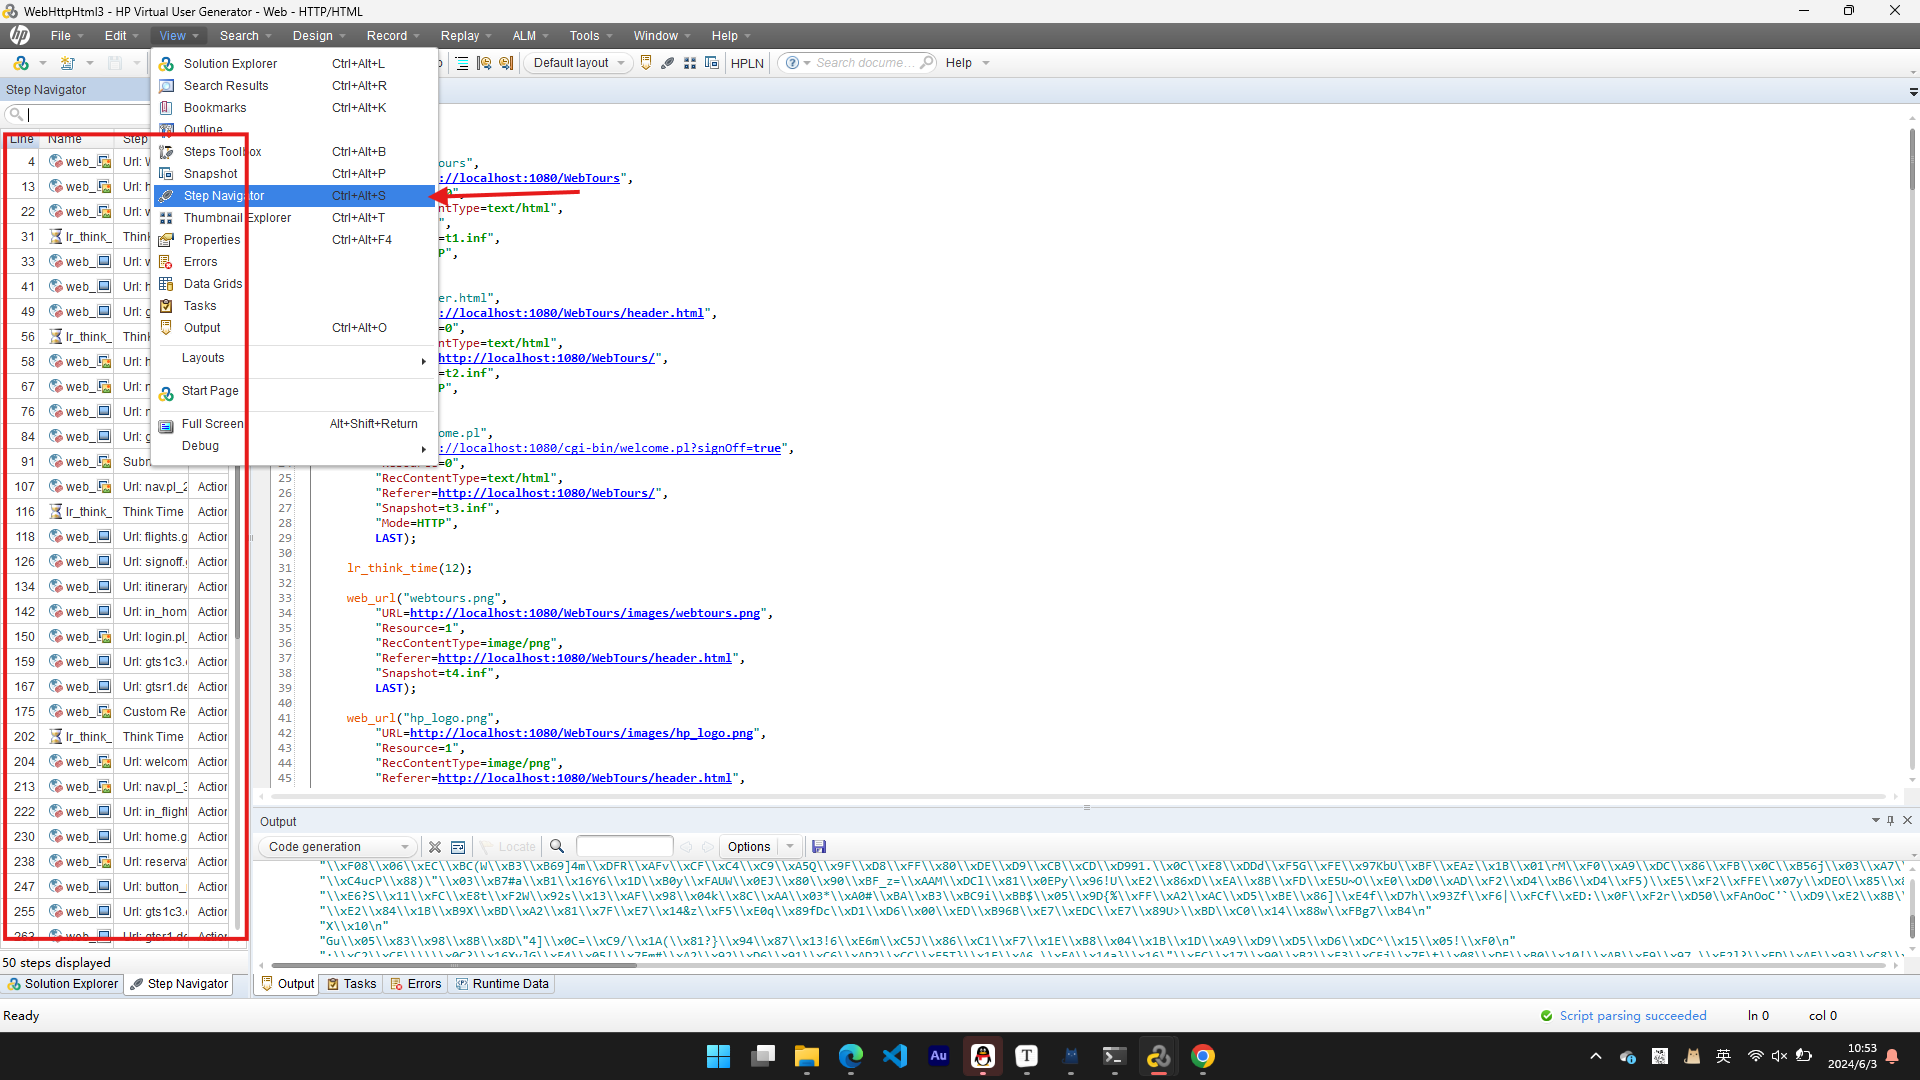 WebHttpHtml3 - HP Virtual User Generator - Web - HTTP/HTML
File Edit View Search Design Record Replay ALM Tools Window Help
Default layout HPLN Search docume... Help
Step Navigator
Line Name Step
4 web_ Url: W
13 web_ Url: h
22 web_ Url: w
31 lr_think_ Think
33 web_ Url: w
41 web_ Url: h
49 web_ Url: g
56 lr_think_ Think
58 web_ Url: h
67 web_ Url: n
76 web_ Url: n
84 web_ Url: g
91 web_ Subm
107 web_ Url: nav.pl_2 Action
116 lr_think_ Think Time Action
118 web_ Url: flights.g Action
126 web_ Url: signoff. Action
134 web_ Url: itinerary Action
142 web_ Url: in_hom Action
150 web_ Url: login.pl_ Action
159 web_ Url: gts1c3. Action
167 web_ Url: gtsr1.de Action
175 web_ Custom Re Action
202 lr_think_ Think Time Action
204 web_ Url: welcom Action
213 web_ Url: nav.pl_3 Action
222 web_ Url: in_flight Action
230 web_ Url: home.g Action
238 web_ Url: reserva Action
247 web_ Url: button_ Action
255 web_ Url: gts1c3. Action
263 web_ Url: gtsr1.de Action
50 steps displayed
Solution Explorer Step Navigator
Solution Explorer Ctrl+Alt+L
Search Results Ctrl+Alt+R
Bookmarks Ctrl+Alt+K
Outline
Steps Toolbox Ctrl+Alt+B
Snapshot Ctrl+Alt+P
Step Navigator Ctrl+Alt+S
Thumbnail Explorer Ctrl+Alt+T
Properties Ctrl+Alt+F4
Errors
Data Grids
Tasks
Output Ctrl+Alt+O
Layouts
Start Page
Full Screen Alt+Shift+Return
Debug
ours",
://localhost:1080/WebTours",
0",
ntType=text/html",
",
=t1.inf",
P",
er.html",
://localhost:1080/WebTours/header.html",
=0",
ntType=text/html",
http://localhost:1080/WebTours/",
=t2.inf",
P",
ome.pl",
://localhost:1080/cgi-bin/welcome.pl?signOff=true",
24 "Resource=0",
25 "RecContentType=text/html",
26 "Referer=http://localhost:1080/WebTours/",
27 "Snapshot=t3.inf",
28 "Mode=HTTP",
29 LAST);
30
31 lr_think_time(12);
32
33 web_url("webtours.png",
34 "URL=http://localhost:1080/WebTours/images/webtours.png",
35 "Resource=1",
36 "RecContentType=image/png",
37 "Referer=http://localhost:1080/WebTours/header.html",
38 "Snapshot=t4.inf",
39 LAST);
40
41 web_url("hp_logo.png",
42 "URL=http://localhost:1080/WebTours/images/hp_logo.png",
43 "Resource=1",
44 "RecContentType=image/png",
45 "Referer=http://localhost:1080/WebTours/header.html",
Output
Code generation Locate Options
"X\\x10\n"
Output Tasks Errors Runtime Data
Ready Script parsing succeeded ln 0 col 0
英 10:53
2024/6/3